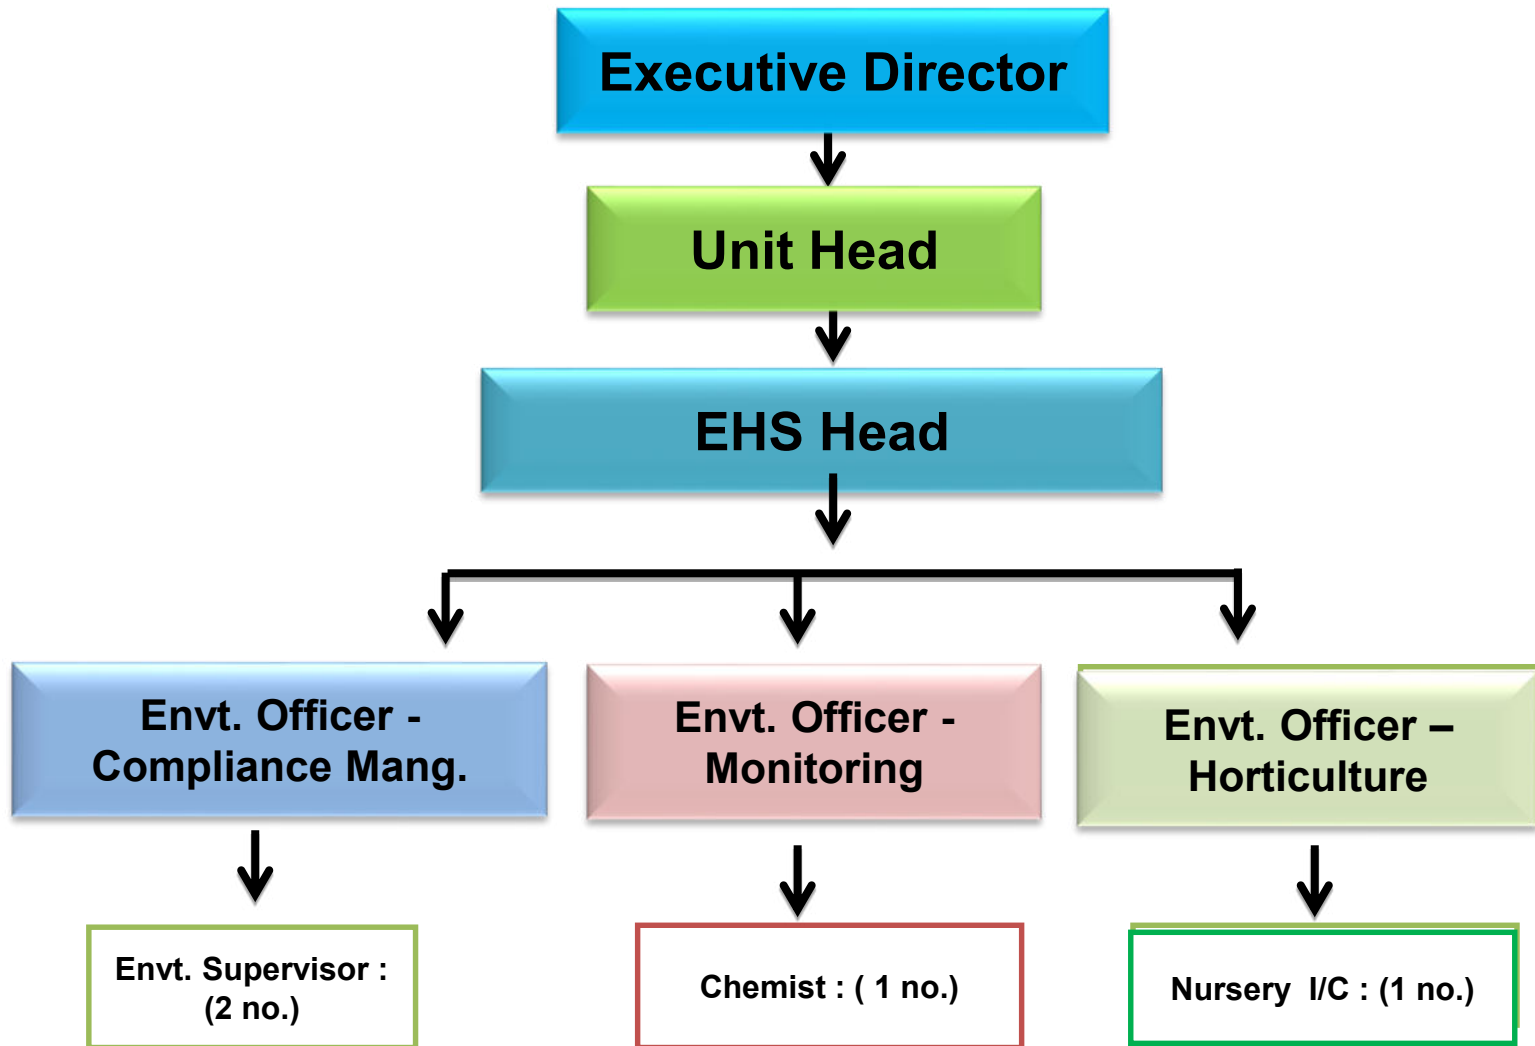 Executive Director
Unit Head
EHS Head
Envt. Officer -
Compliance Mang.
Envt. Officer -
Monitoring
Envt. Officer –
Horticulture
Envt. Supervisor :
(2 no.)
Chemist : ( 1 no.)
Nursery I/C : (1 no.)